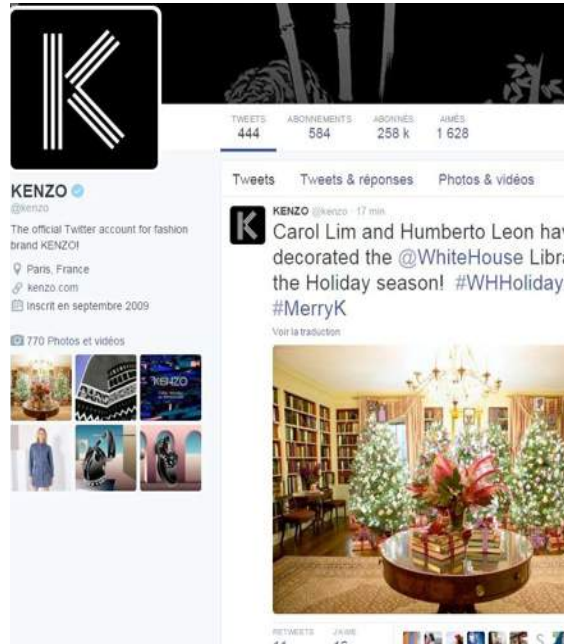 K
TWEETS ABONNEMENTS ABONNÉS AIMÉS
444 584 258 k 1 628
KENZO
@kenzo
The official Twitter account for fashion
brand KENZO!
Paris, France
kenzo.com
Inscrit en septembre 2009
770 Photos et vidéos
KENZO
Tweets Tweets & réponses Photos & vidéos
K
KENZO @kenzo · 17 min
Carol Lim and Humberto Leon hav
decorated the @WhiteHouse Libra
the Holiday season! #WHHoliday
#MerryK
Voir la traduction
RETWEETS J'AIME